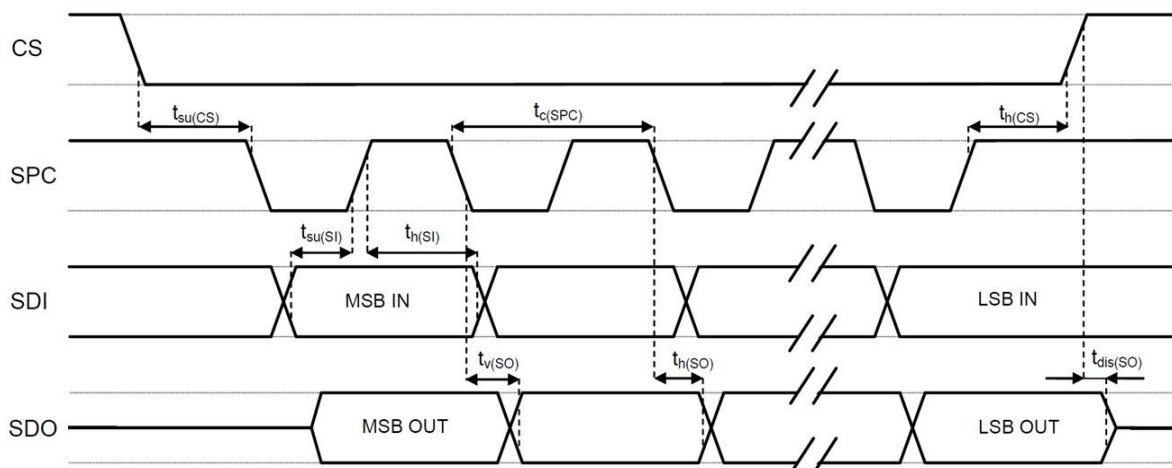 CS
t_su(CS) t_c(SPC) t_h(CS)
SPC
t_su(SI) t_h(SI)
SDI MSB IN LSB IN
t_v(SO) t_h(SO) t_dis(SO)
SDO MSB OUT LSB OUT